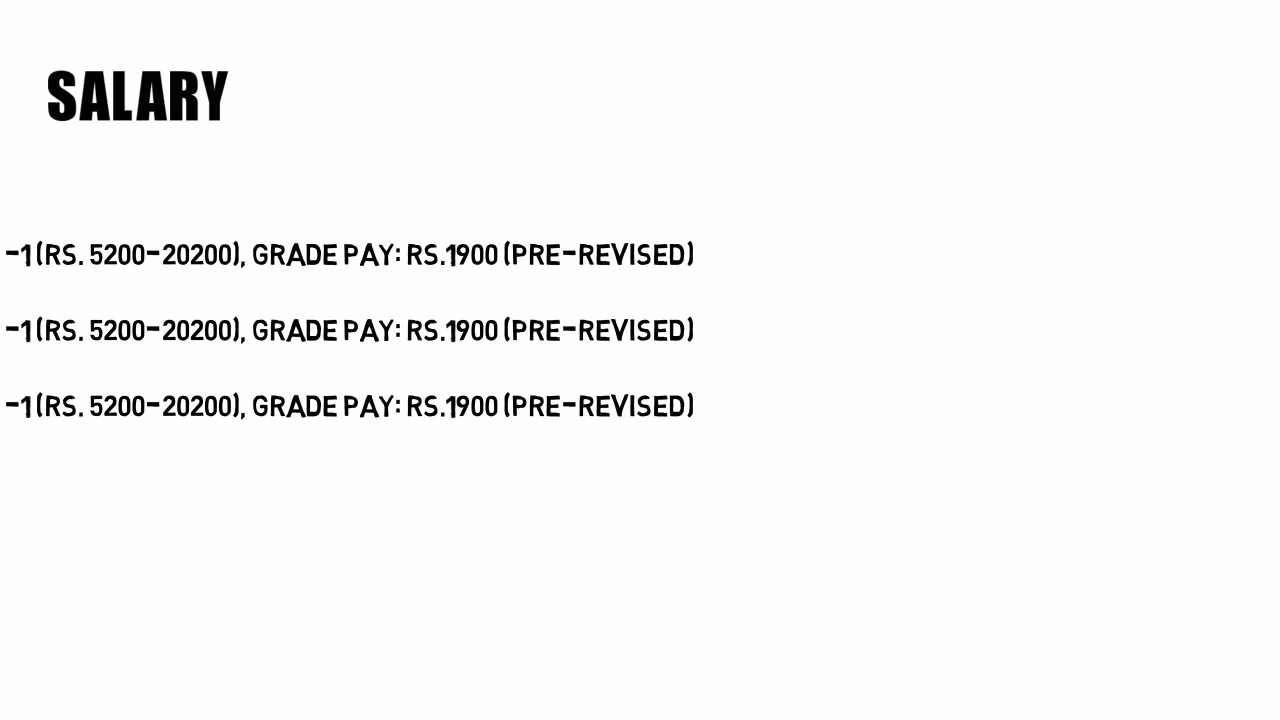 SALARY
-1(RS. 5200-20200), GRADE PAY: RS.1900 (PRE-REVISED)
-1(RS. 5200-20200), GRADE PAY: RS.1900 (PRE-REVISED)
-1(RS. 5200-20200), GRADE PAY: RS.1900 (PRE-REVISED)